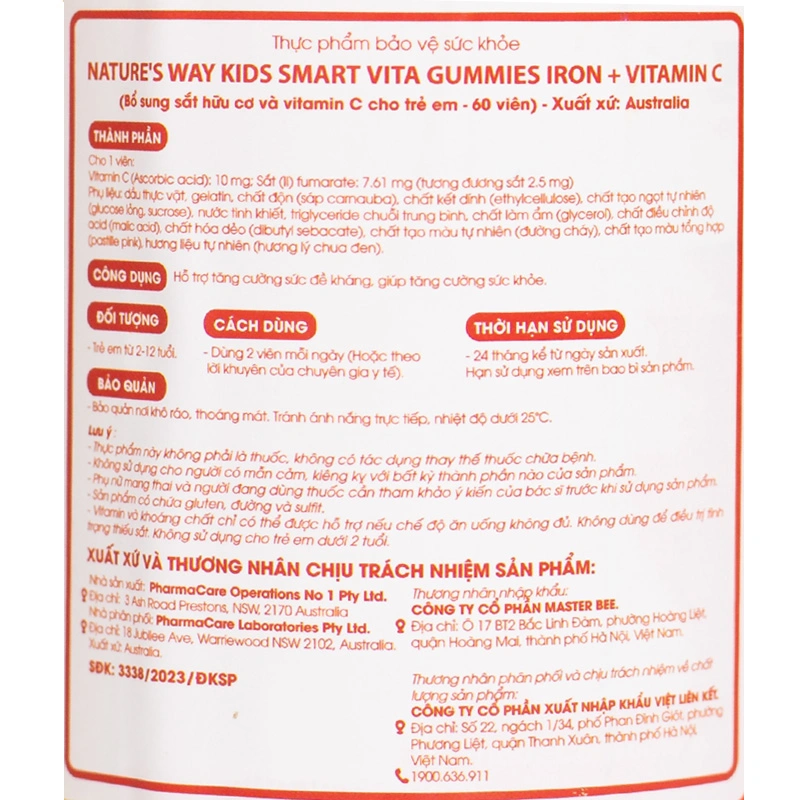 Thực phẩm bảo vệ sức khỏe
NATURE'S WAY KIDS SMART VITA GUMMIES IRON + VITAMIN C
(Bổ sung sắt hữu cơ và vitamin C cho trẻ em - 60 viên) - Xuất xứ: Australia
THÀNH PHẦN
Cho 1 viên:
Vitamin C (Ascorbic acid): 10 mg; Sắt (II) fumarate: 7.61 mg (tương đương sắt 2.5 mg)
Phụ liệu: dầu thực vật, gelatin, chất độn (sáp carnauba), chất kết dính (ethylcellulose), chất tạo ngọt tự nhiên
(glucose lỏng, sucrose), nước tinh khiết, triglyceride chuỗi trung bình, chất làm ẩm (glycerol), chất điều chỉnh độ
acid (malic acid), chất hóa dẻo (dibutyl sebacate), chất tạo màu tự nhiên (đường cháy), chất tạo màu tổng hợp
(pastille pink), hương liệu tự nhiên (hương lý chua đen).
CÔNG DỤNG Hỗ trợ tăng cường sức đề kháng, giúp tăng cường sức khỏe.
ĐỐI TƯỢNG
- Trẻ em từ 2-12 tuổi.
CÁCH DÙNG
- Dùng 2 viên mỗi ngày (Hoặc theo
lời khuyên của chuyên gia y tế).
THỜI HẠN SỬ DỤNG
- 24 tháng kể từ ngày sản xuất.
Hạn sử dụng xem trên bao bì sản phẩm.
BẢO QUẢN
- Bảo quản nơi khô ráo, thoáng mát. Tránh ánh nắng trực tiếp, nhiệt độ dưới 25°C.
Lưu ý:
- Thực phẩm này không phải là thuốc, không có tác dụng thay thế thuốc chữa bệnh.
- Không sử dụng cho người có mẫn cảm, kiêng kỵ với bất kỳ thành phần nào của sản phẩm.
- Phụ nữ mang thai và người đang dùng thuốc cần tham khảo ý kiến của bác sĩ trước khi sử dụng sản phẩm.
- Sản phẩm có chứa gluten, đường và sulfit.
- Vitamin và khoáng chất chỉ có thể được hỗ trợ nếu chế độ ăn uống không đủ. Không dùng để điều trị tình
trạng thiếu sắt. Không sử dụng cho trẻ em dưới 2 tuổi.
XUẤT XỨ VÀ THƯƠNG NHÂN CHỊU TRÁCH NHIỆM SẢN PHẨM:
Nhà sản xuất: PharmaCare Operations No 1 Pty Ltd.
Địa chỉ: 3 Ash Road Prestons, NSW, 2170 Australia
Nhà phân phối: PharmaCare Laboratories Pty Ltd.
Địa chỉ: 18 Jubliee Ave, Warriewood NSW 2102, Australia.
Xuất xứ: Australia.
SĐK: 3338/2023/ĐKSP
Thương nhân nhập khẩu:
CÔNG TY CỔ PHẦN MASTER BEE.
Địa chỉ: Ô 17 BT2 Bắc Linh Đàm, phường Hoàng Liệt,
quận Hoàng Mai, thành phố Hà Nội, Việt Nam.
Thương nhân phân phối và chịu trách nhiệm về chất
lượng sản phẩm:
CÔNG TY CỔ PHẦN XUẤT NHẬP KHẨU VIỆT LIÊN KẾT.
Địa chỉ: Số 22, ngách 1/34, phố Phan Đình Giót, phường
Phương Liệt, quận Thanh Xuân, thành phố Hà Nội,
Việt Nam.
1900.636.911